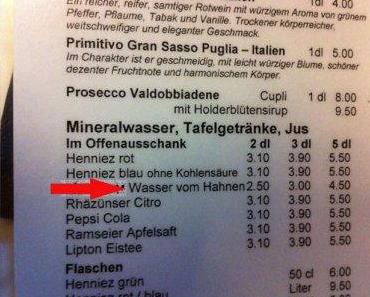 Ein reicher, reifer, samtiger Rotwein mit würzigem Aroma von grünem 1dl 4.00
Pfeffer, Pflaume, Tabak und Vanille. Trockener körperreicher,
weitschweifiger und eleganter Geschmack.
Primitivo Gran Sasso Puglia – Italien 1dl 5.00
Im Charakter ist er geschmeidig, mit leicht würziger Blume, schöner
dezenter Fruchtnote und harmonischem Körper.
Prosecco Valdobbiadene Cupli 1 dl 8.00
mit Holderblütensirup 9.50
Mineralwasser, Tafelgetränke, Jus
Im Offenausschank 2 dl 3 dl 5 dl
Henniez rot 3.10 3.90 5.50
Henniez blau ohne Kohlensäure 3.10 3.90 5.50
Wasser vom Hahnen 2.50 3.00 4.50
Rhäzünser Citro 3.10 3.90 5.50
Pepsi Cola 3.10 3.90 5.50
Ramseier Apfelsaft 3.10 3.90 5.50
Lipton Eistee 3.10 3.90 5.50
Flaschen
Henniez grün 50 cl 6.00
Henniez rot / blau Liter 9.50